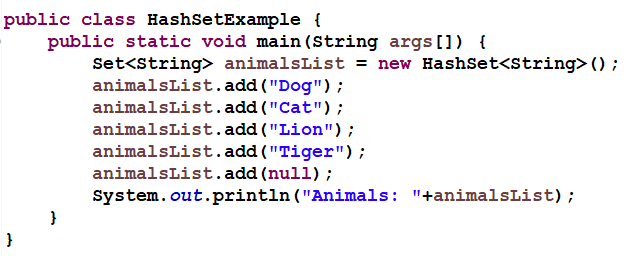 public class HashSetExample {
    public static void main(String args[]) {
        Set<String> animalsList = new HashSet<String>();
        animalsList.add("Dog");
        animalsList.add("Cat");
        animalsList.add("Lion");
        animalsList.add("Tiger");
        animalsList.add(null);
        System.out.println("Animals: "+animalsList);
    }
}